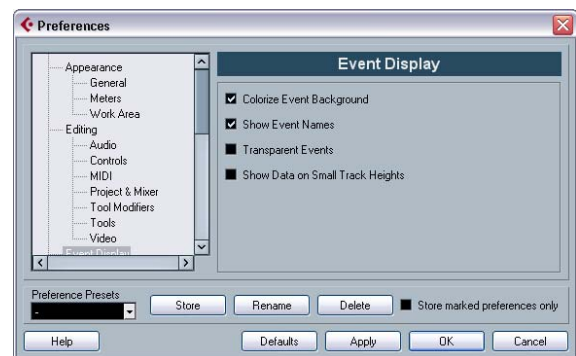 Preferences
Appearance
General
Meters
Work Area
Editing
Audio
Controls
MIDI
Project & Mixer
Tool Modifiers
Tools
Video
Event Display
Event Display
Colorize Event Background
Show Event Names
Transparent Events
Show Data on Small Track Heights
Preference Presets
-
Store
Rename
Delete
Store marked preferences only
Help
Defaults
Apply
OK
Cancel